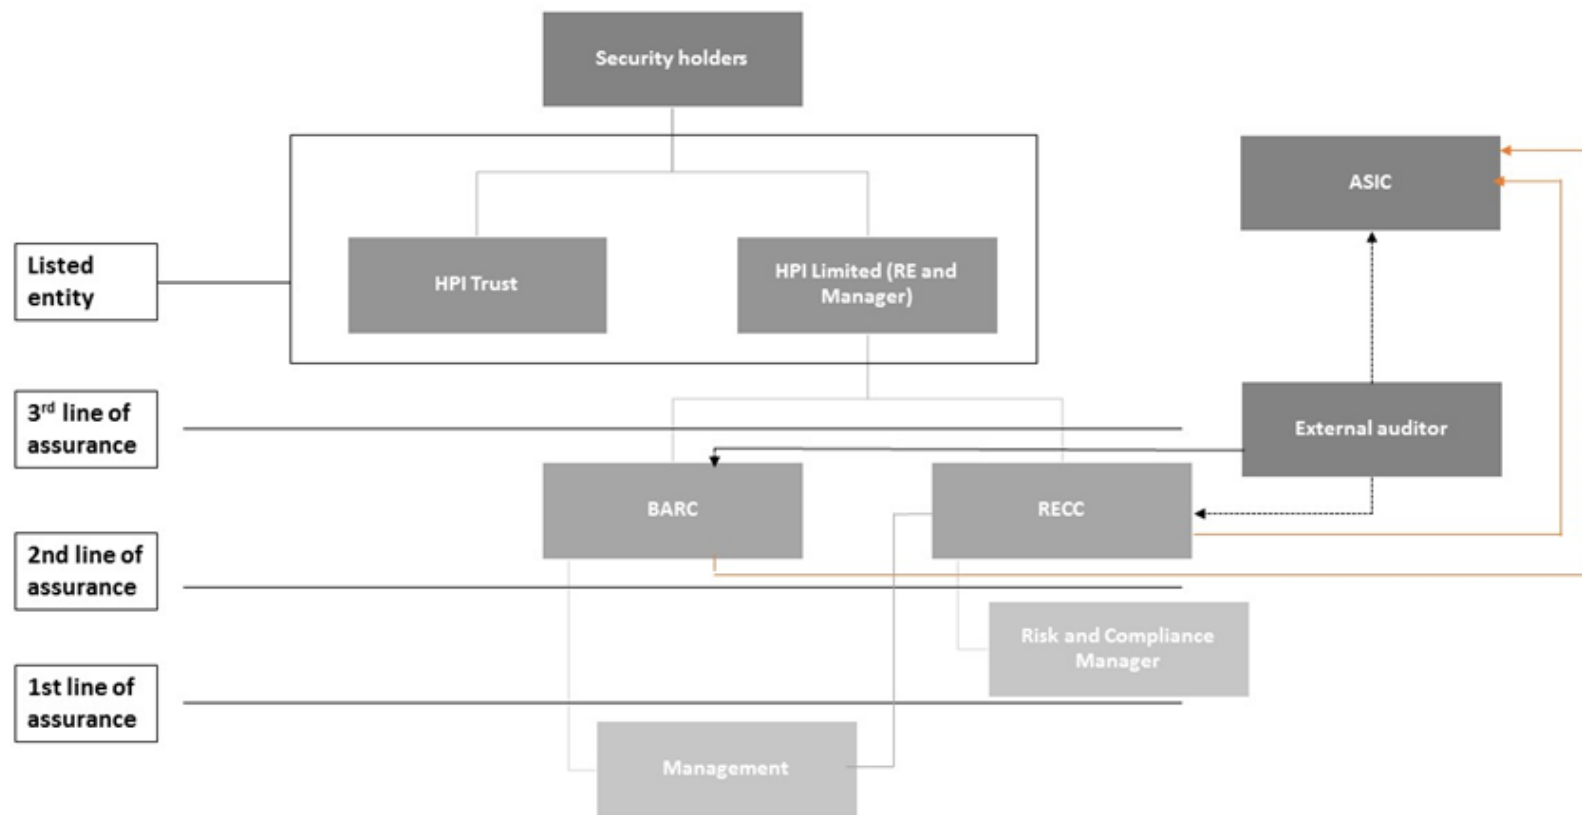 Security holders
ASIC
Listed
entity
HPI Trust
HPI Limited (RE and
Manager)
3rd line of
assurance
External auditor
BARC
RECC
2nd line of
assurance
Risk and Compliance
Manager
1st line of
assurance
Management